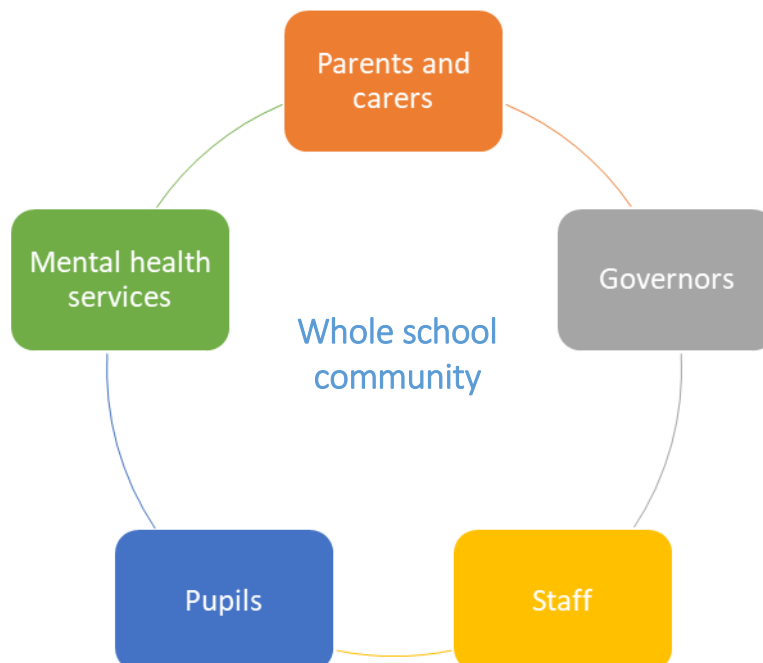 Parents and
carers
Mental health
services
Governors
Whole school
community
Pupils
Staff